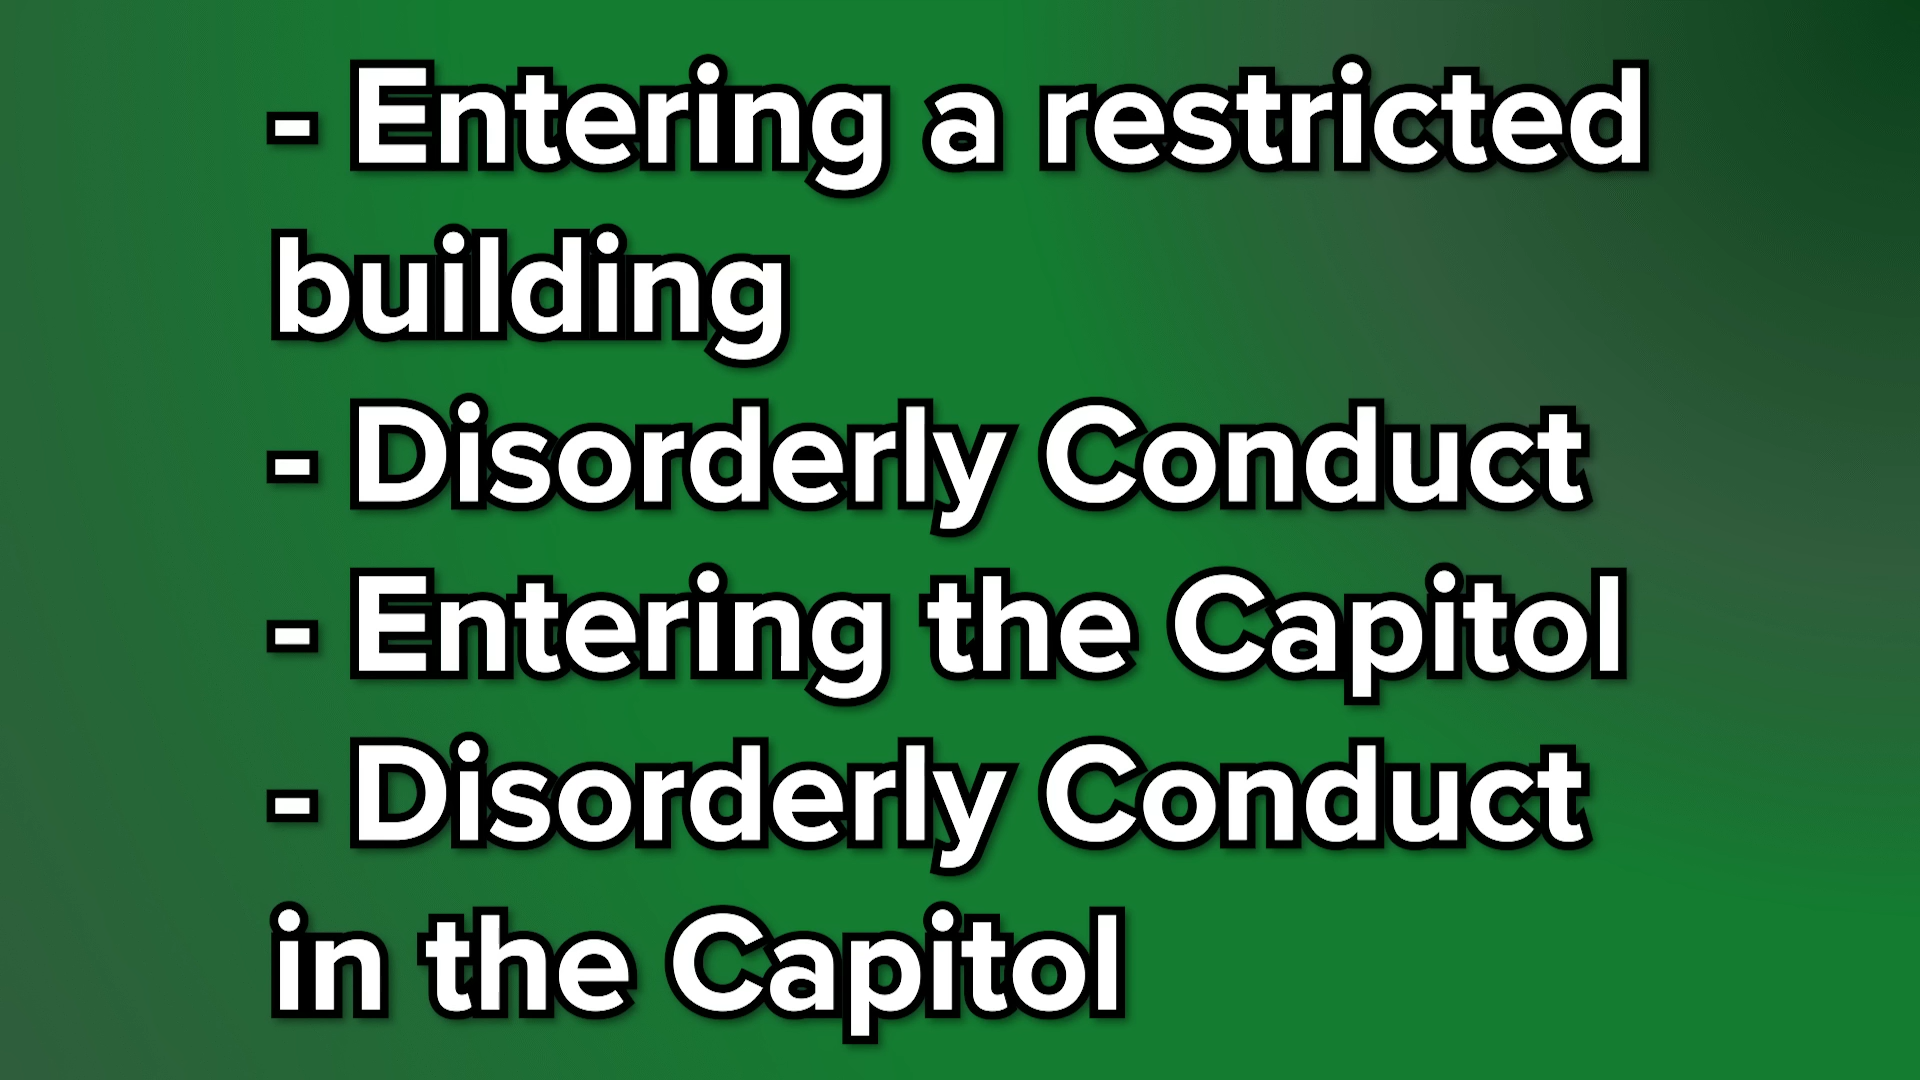 - Entering a restricted
building
- Disorderly Conduct
- Entering the Capitol
- Disorderly Conduct
in the Capitol